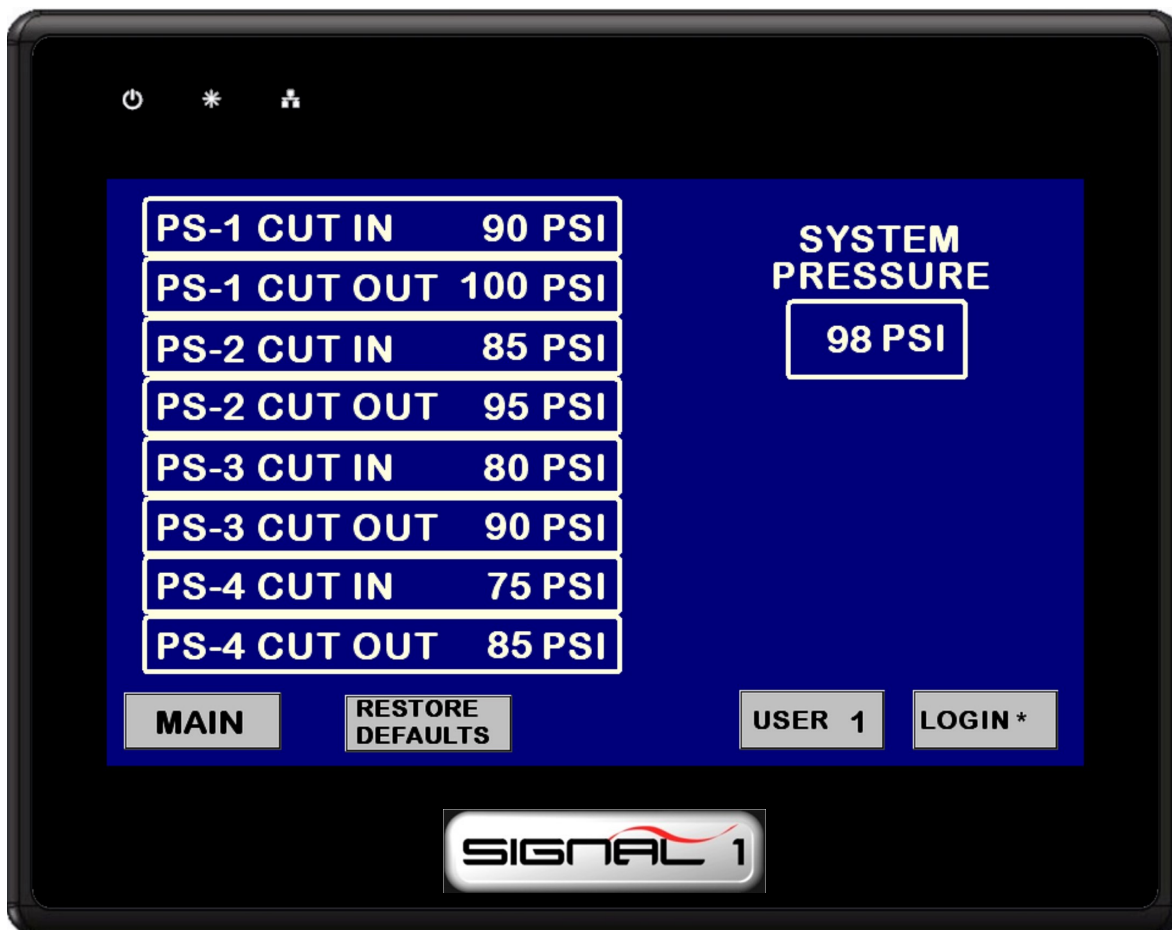 PS-1 CUT IN 90 PSI
PS-1 CUT OUT 100 PSI
PS-2 CUT IN 85 PSI
PS-2 CUT OUT 95 PSI
PS-3 CUT IN 80 PSI
PS-3 CUT OUT 90 PSI
PS-4 CUT IN 75 PSI
PS-4 CUT OUT 85 PSI
SYSTEM
PRESSURE
98 PSI
MAIN
RESTORE
DEFAULTS
USER 1
LOGIN *
SIGNAL 1